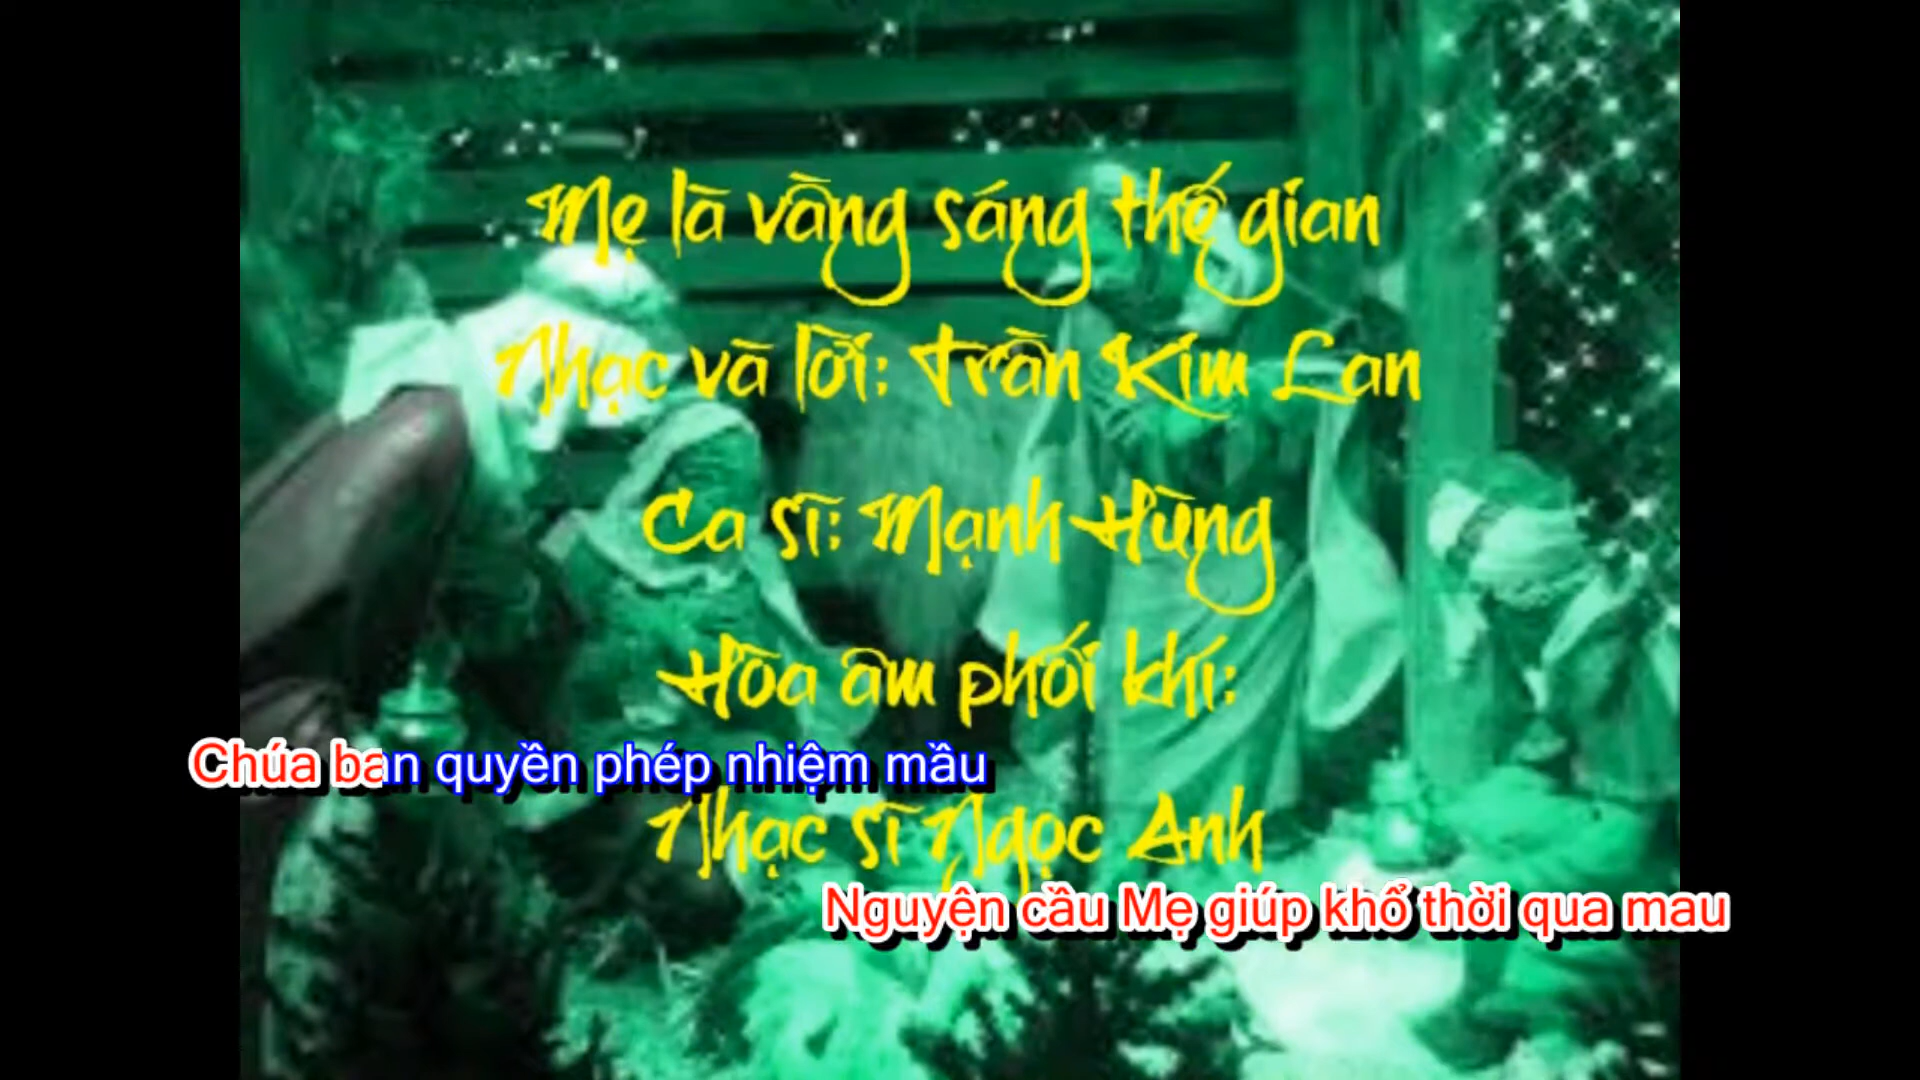 Mẹ là vầng sáng thế gian
Nhạc và lời: Trần Kim Lan
Ca sĩ: Mạnh Hùng
Hòa âm phối khí:
Chúa ban quyền phép nhiệm mầu
Nhạc sĩ Ngọc Anh
Nguyện cầu Mẹ giúp khổ thời qua mau